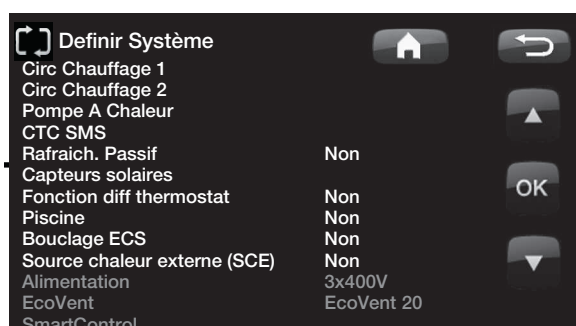 Definir Système
Circ Chauffage 1
Circ Chauffage 2
Pompe A Chaleur
CTC SMS
Rafraich. Passif Non
Capteurs solaires
Fonction diff thermostat Non
Piscine Non
Bouclage ECS Non
Source chaleur externe (SCE) Non
Alimentation 3x400V
EcoVent EcoVent 20
SmartControl
OK